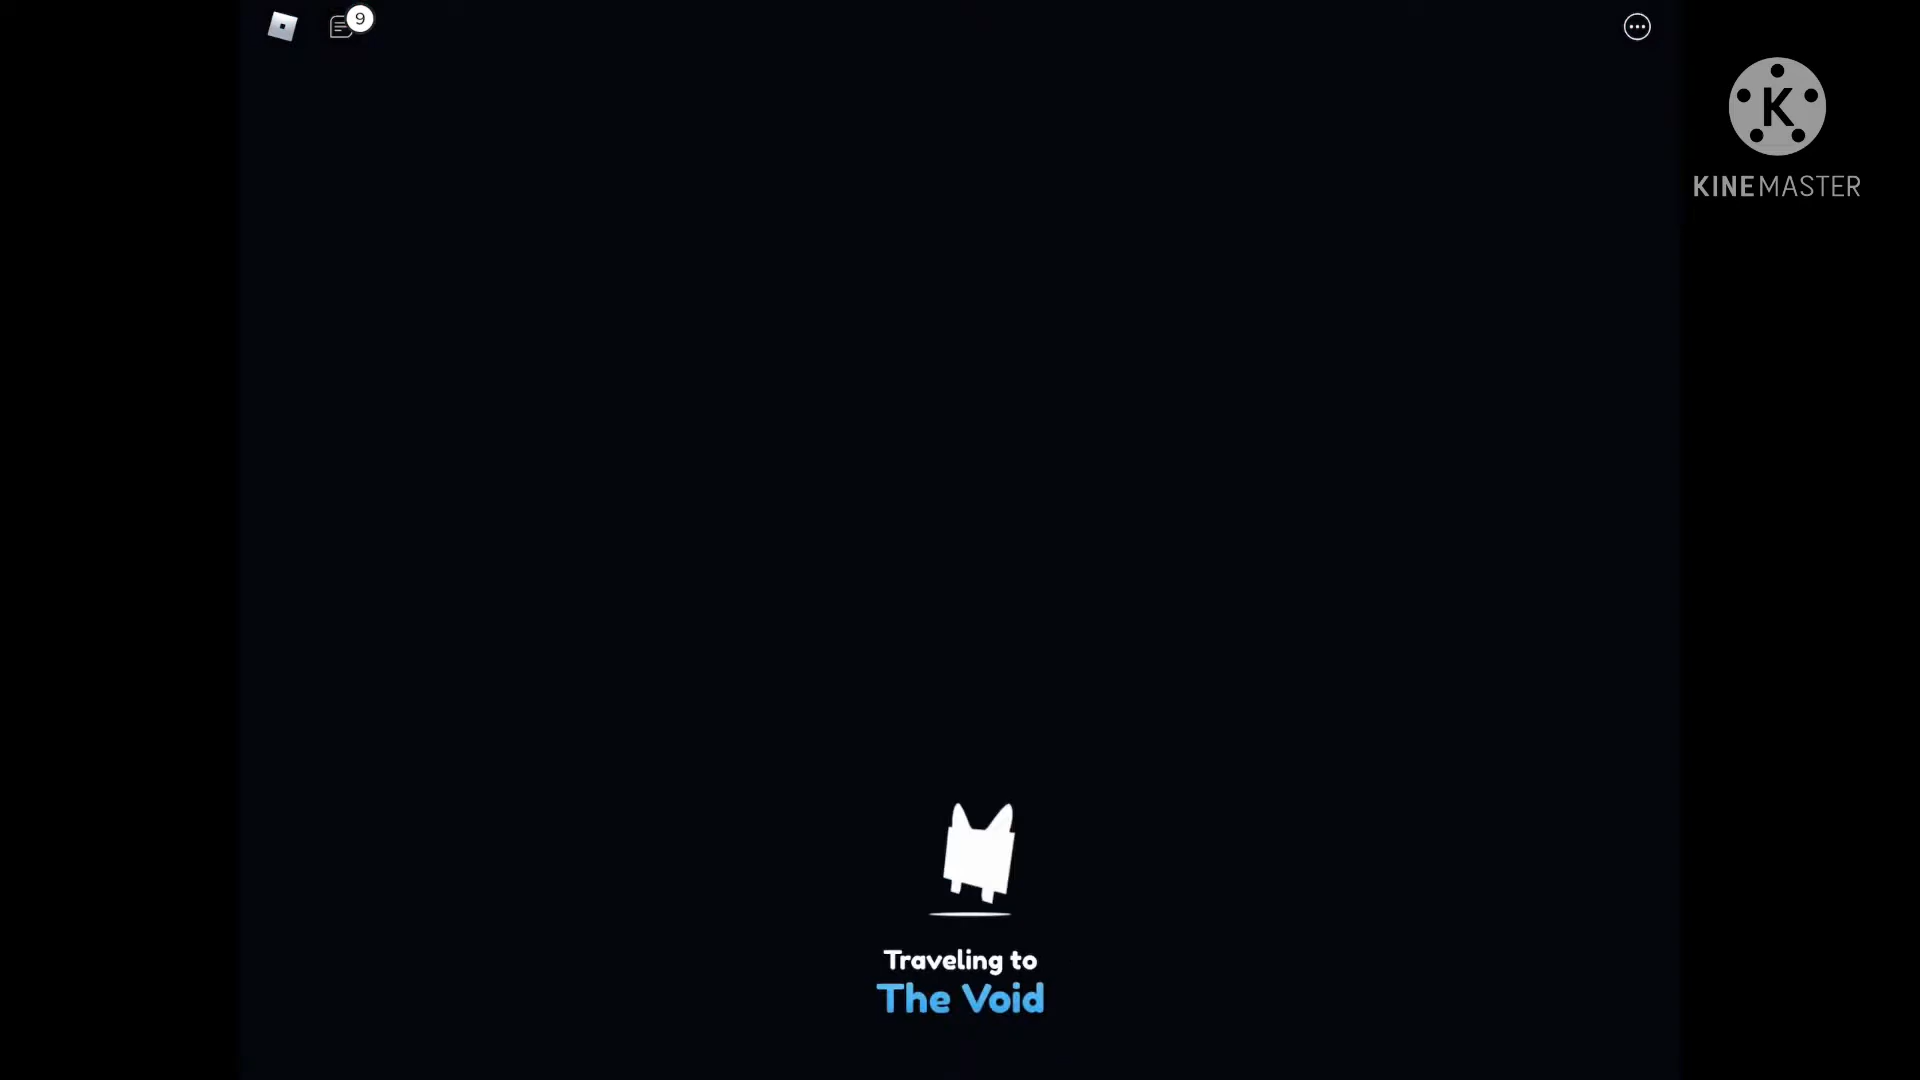 9
K
KINEMASTER
Traveling to
The Void